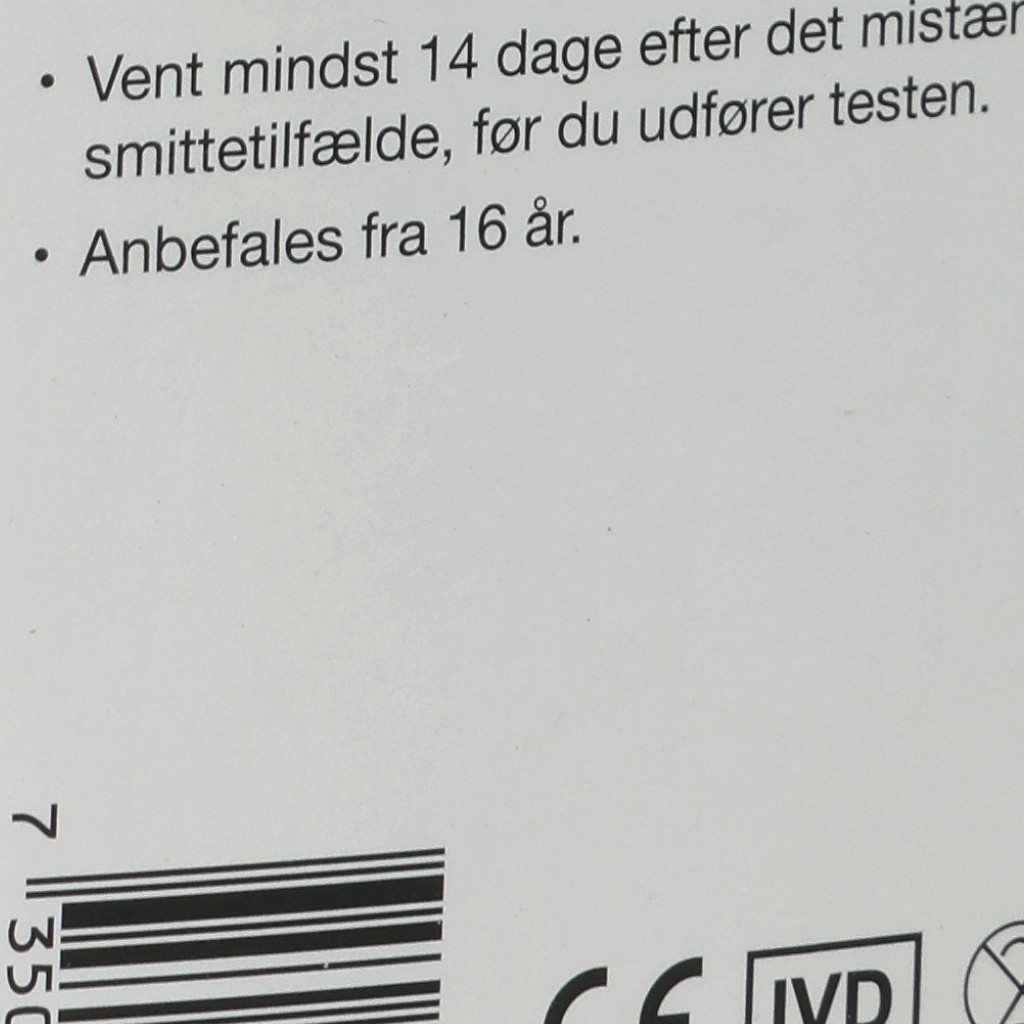 • Vent mindst 14 dage efter det
smittetilfælde, før du udfører testen.
• Anbefales fra 16 år.
7
35
CE
IVD